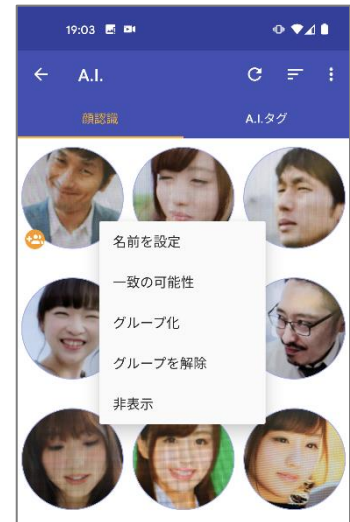 19:03
A.I.
顔認識
A.I.タグ
名前を設定
一致の可能性
グループ化
グループを解除
非表示